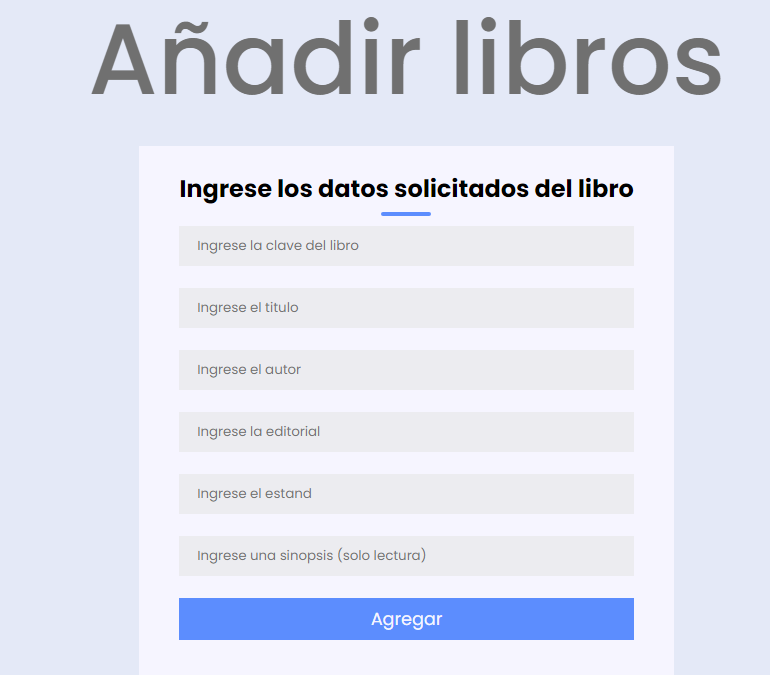 Añadir libros
Ingrese los datos solicitados del libro
Ingrese la clave del libro
Ingrese el titulo
Ingrese el autor
Ingrese la editorial
Ingrese el estand
Ingrese una sinopsis (solo lectura)
Agregar